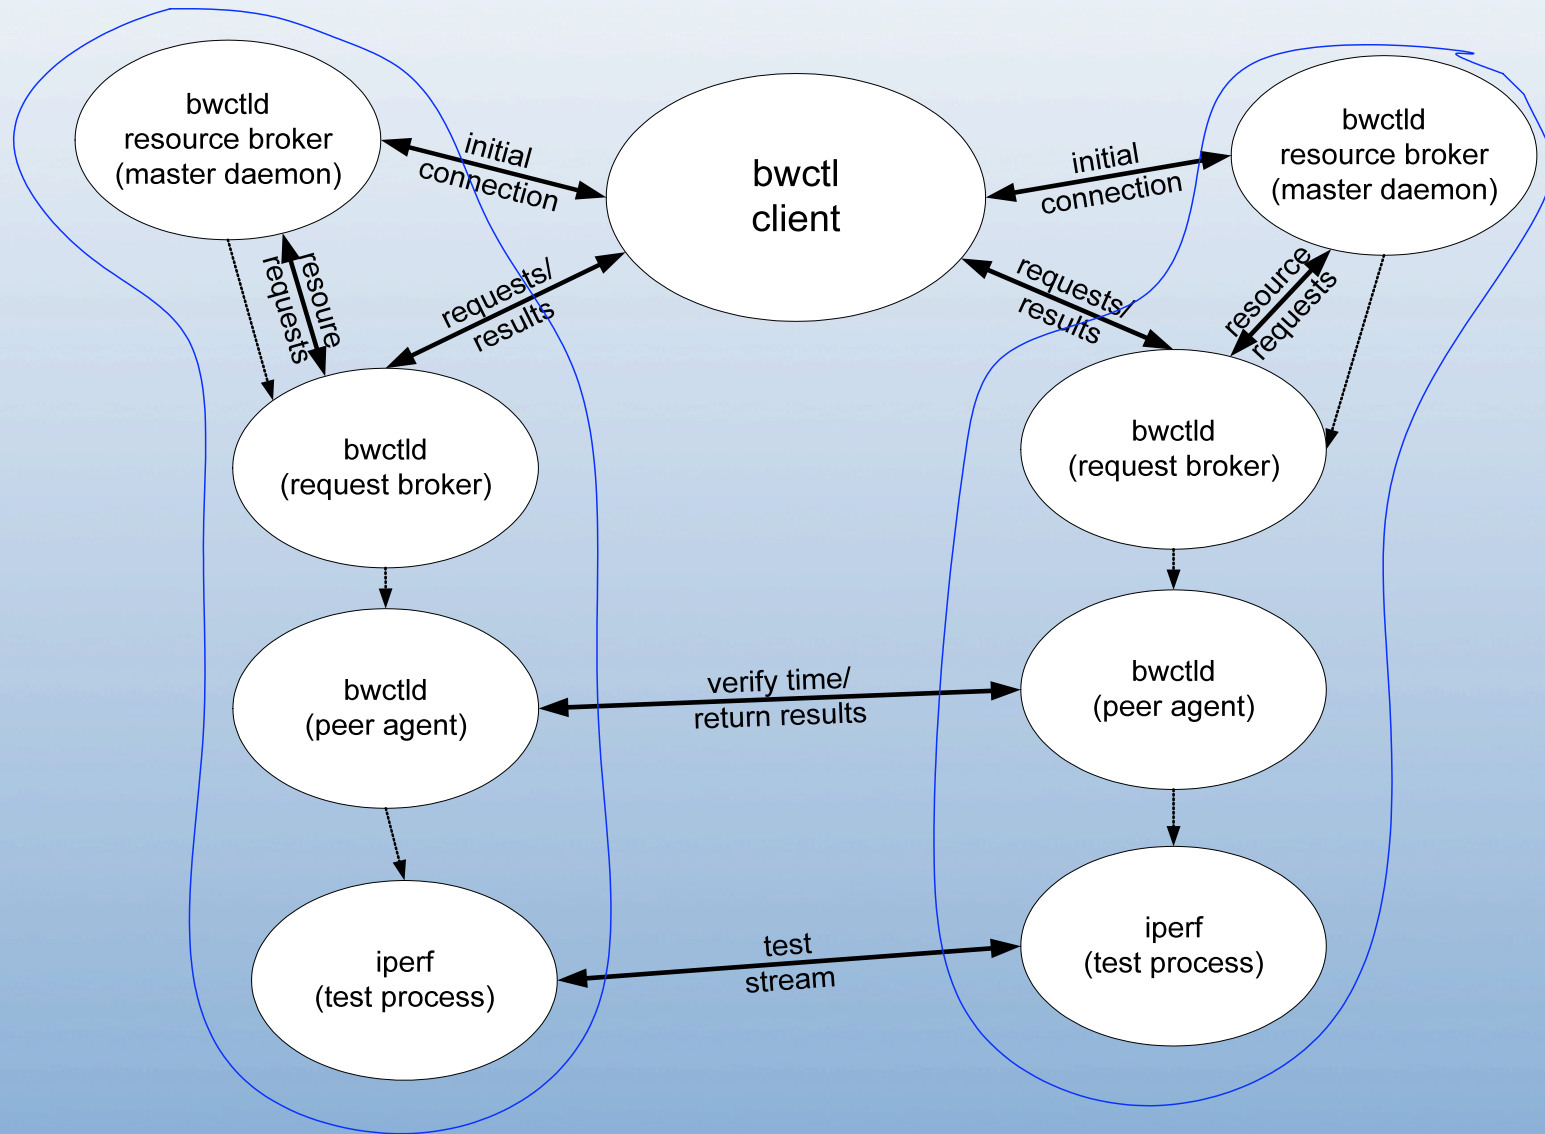 bwctld
resource broker
(master daemon)
initial
connection
bwctl
client
initial
connection
bwctld
resource broker
(master daemon)
resoure
requests
requests/
results
requests/
results
resource
requests
bwctld
(request broker)
bwctld
(request broker)
bwctld
(peer agent)
verify time/
return results
bwctld
(peer agent)
iperf
(test process)
test
stream
iperf
(test process)